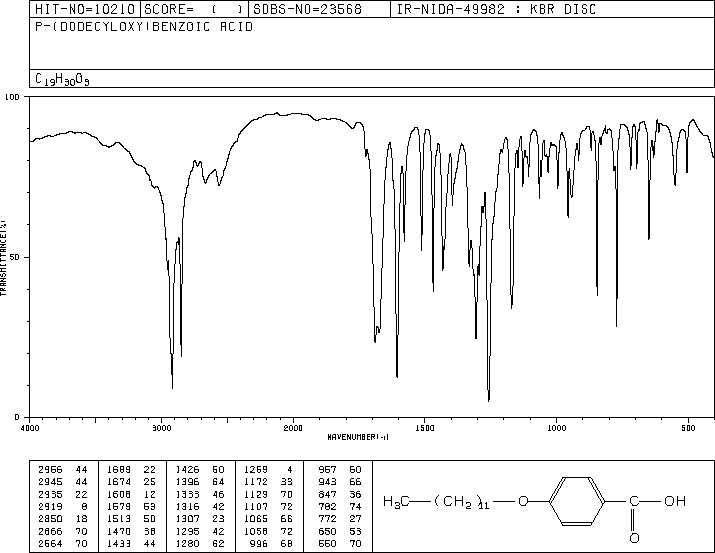 HIT-NO=10210 SCORE= ( ) SDBS-NO=23568 IR-NIDA-49982 : KBR DISC
P-(DODECYLOXY)BENZOIC ACID
C19H30O3
100
50
0
TRANSMITTANCE(%)
4000 3000 2000 1500 1000 500
WAVENUMBER(-1)
2956 44 1689 22 1426 50 1259 4 957 60
2945 44 1674 25 1396 64 1172 33 943 66
2935 22 1608 12 1333 46 1129 70 847 36
2919 8 1579 53 1316 42 1107 72 782 74
2850 18 1513 50 1307 23 1065 66 772 27
2666 70 1470 38 1295 42 1058 72 650 53
2564 70 1433 44 1280 62 996 68 550 70
H3C (CH2)11 O C OH
O